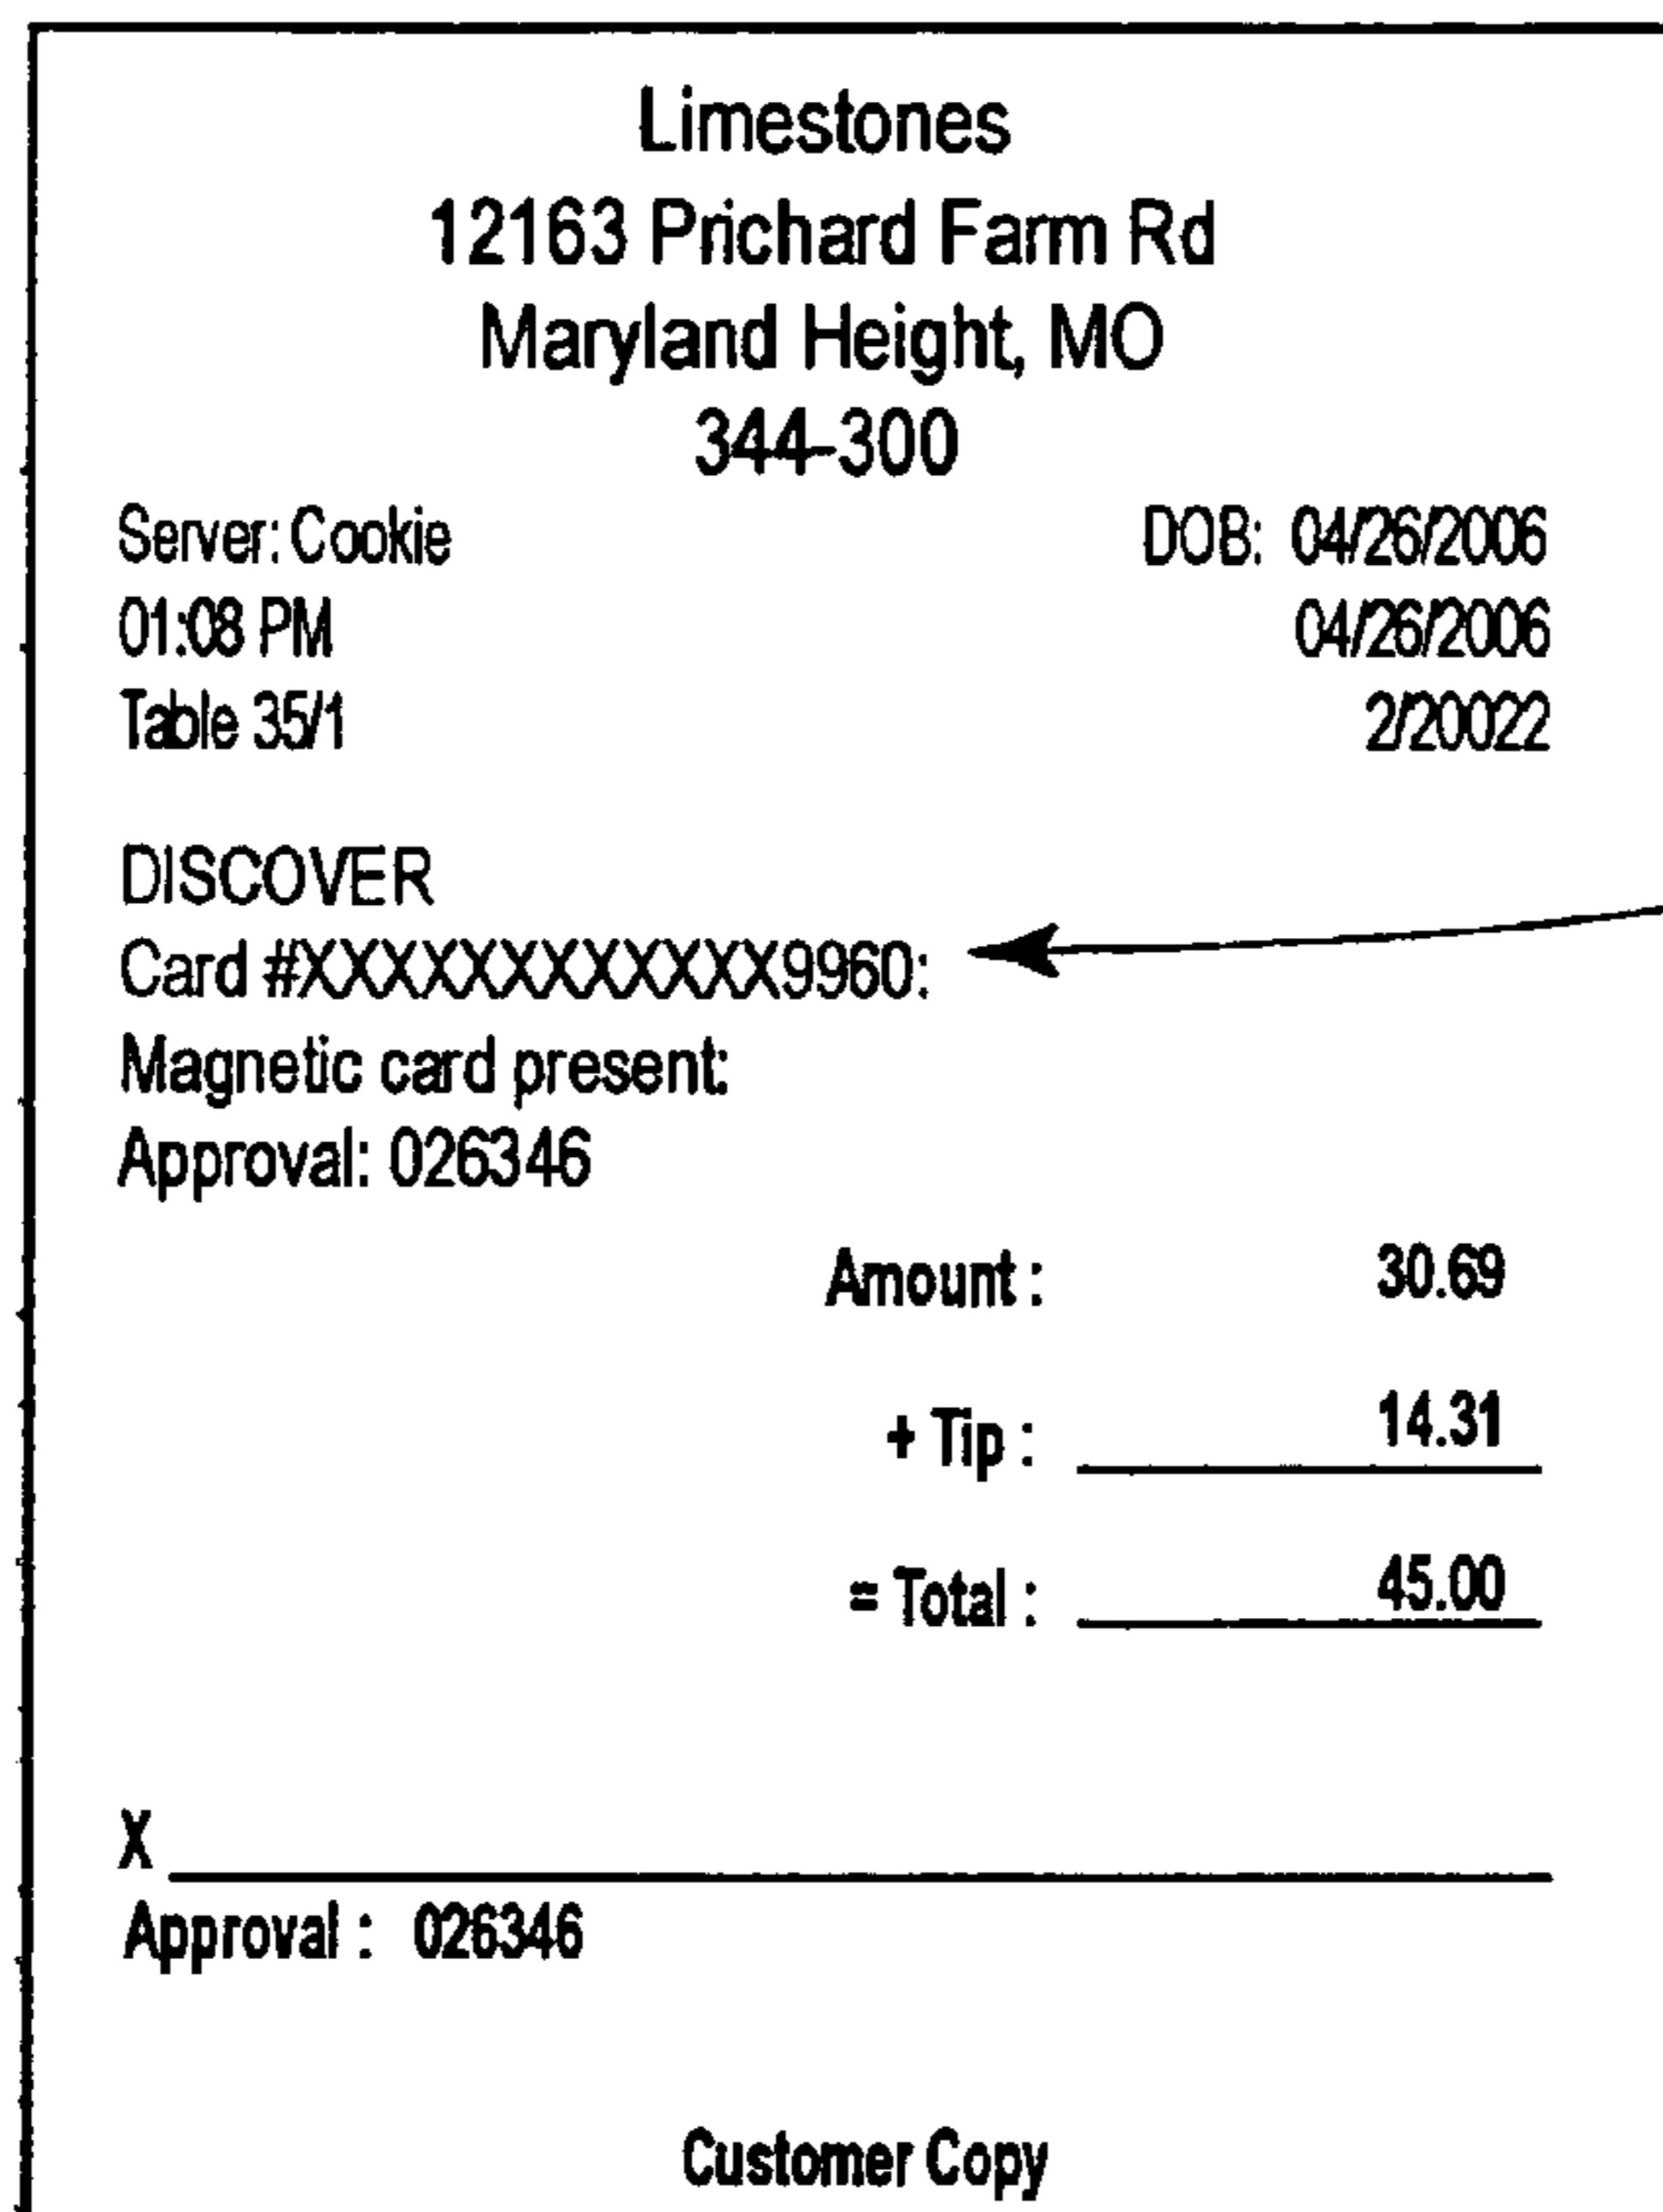 Limestones
12163 Prichard Farm Rd
Maryland Height, MO
344-300
Server: Cookie DOB: 04/26/2006
01:08 PM 04/26/2006
Table 35/1 2/20022
DISCOVER
Card #XXXXXXXXXXXX9960:
Magnetic card present:
Approval: 026346
Amount : 30.69
+ Tip : 14.31
= Total : 45.00
X
Approval : 026346
Customer Copy